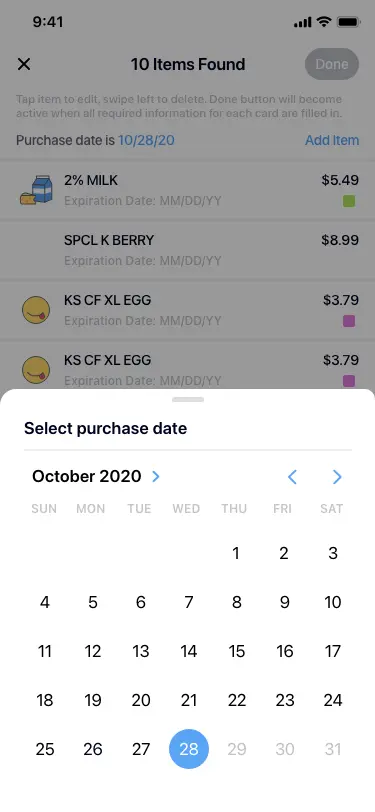 9:41
10 Items Found
Done
Tap item to edit, swipe left to delete. Done button will become
active when all required information for each card are filled in.
Purchase date is 10/28/20 Add Item
2% MILK $5.49
Expiration Date: MM/DD/YY
SPCL K BERRY $8.99
Expiration Date: MM/DD/YY
KS CF XL EGG $3.79
Expiration Date: MM/DD/YY
KS CF XL EGG $3.79
Expiration Date: MM/DD/YY
Select purchase date
October 2020
SUN MON TUE WED THU FRI SAT
1 2 3
4 5 6 7 8 9 10
11 12 13 14 15 16 17
18 19 20 21 22 23 24
25 26 27 28 29 30 31